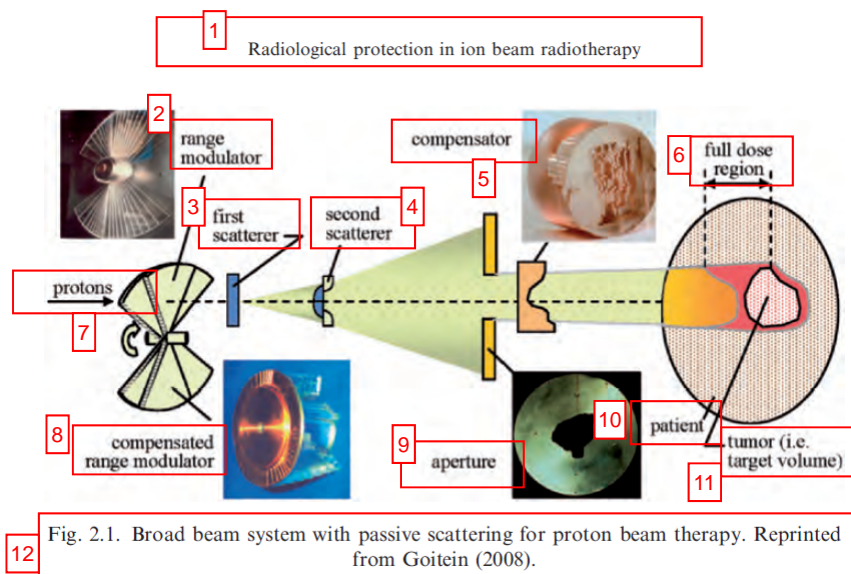 1
Radiological protection in ion beam radiotherapy
2
range
modulator
3
first
scatterer
second
scatterer
4
compensator
5
6
full dose
region
protons
7
8
compensated
range modulator
9
aperture
10
patient
tumor (i.e.
target volume)
11
12
Fig. 2.1. Broad beam system with passive scattering for proton beam therapy. Reprinted
from Goitein (2008).